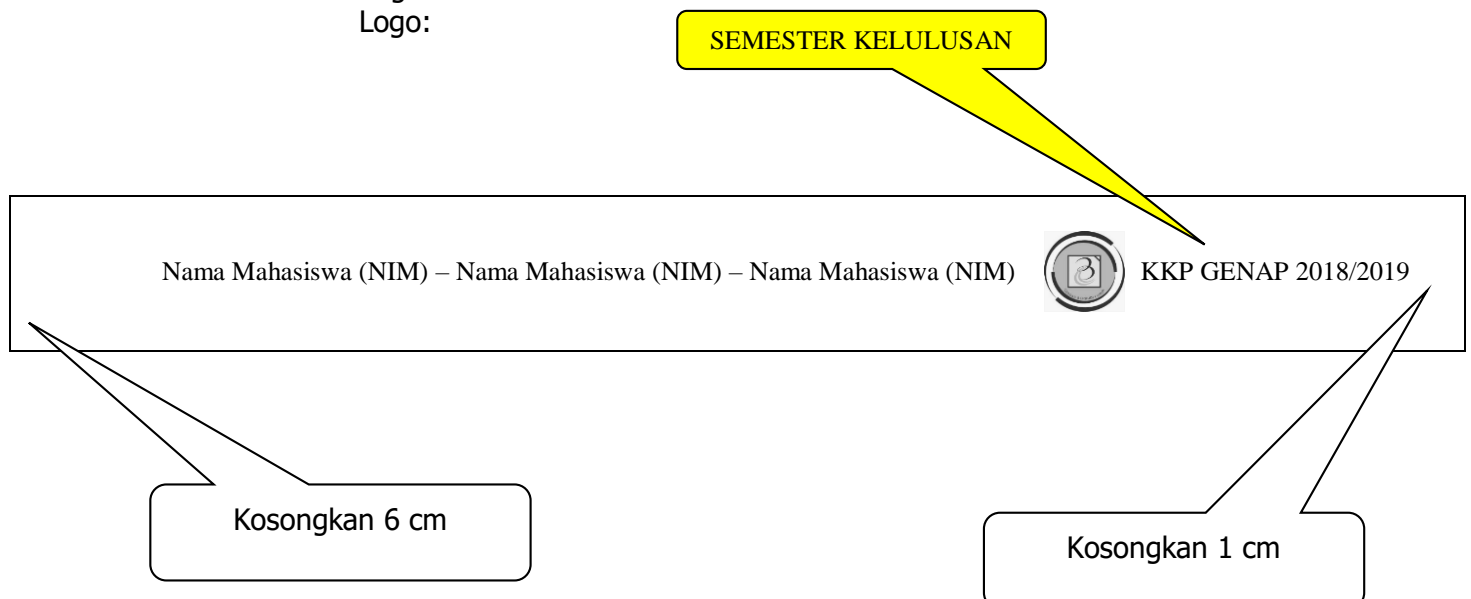 Logo:
SEMESTER KELULUSAN
Nama Mahasiswa (NIM) – Nama Mahasiswa (NIM) – Nama Mahasiswa (NIM) KKP GENAP 2018/2019
Kosongkan 6 cm
Kosongkan 1 cm